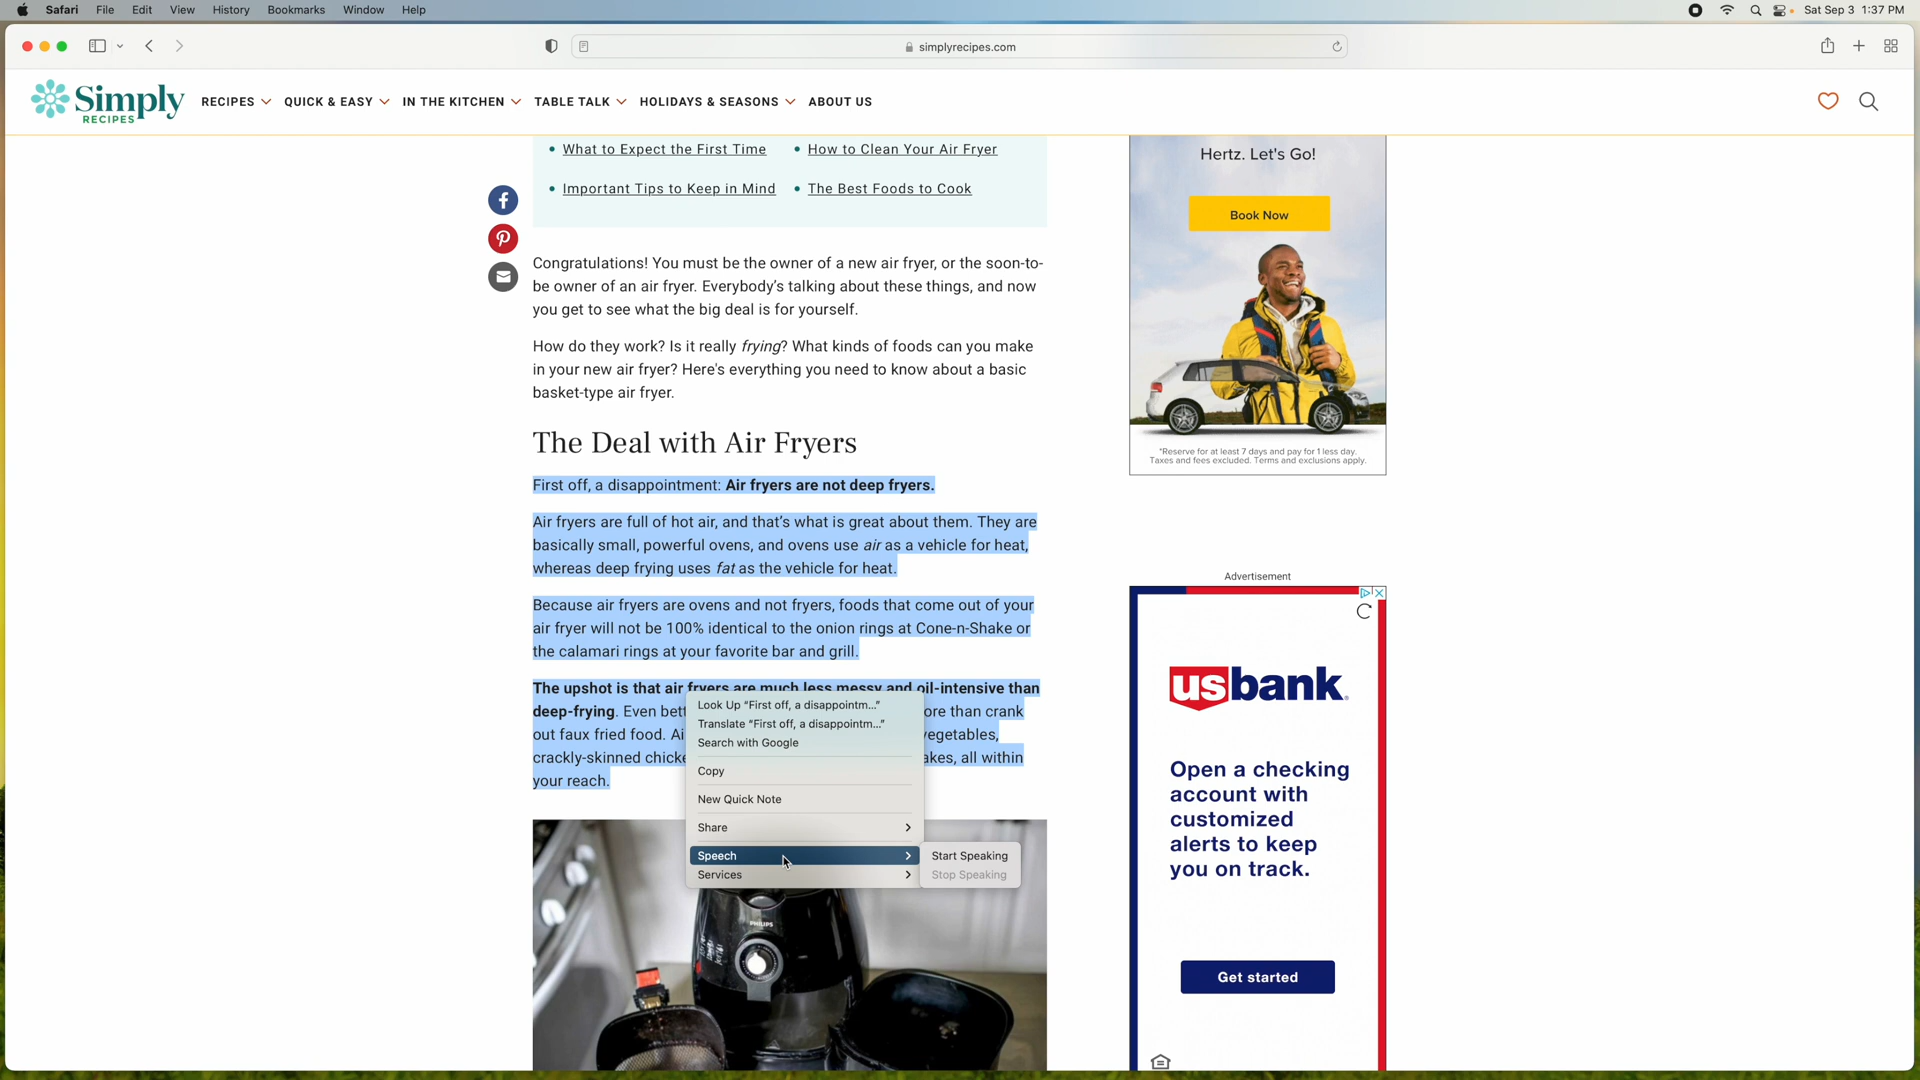 Safari File Edit View History Bookmarks Window Help
Sat Sep 3 1:37 PM
simplyrecipes.com
Simply
RECIPES
RECIPES QUICK & EASY IN THE KITCHEN TABLE TALK HOLIDAYS & SEASONS ABOUT US
What to Expect the First Time
How to Clean Your Air Fryer
Important Tips to Keep in Mind
The Best Foods to Cook
Congratulations! You must be the owner of a new air fryer, or the soon-to-
be owner of an air fryer. Everybody's talking about these things, and now
you get to see what the big deal is for yourself.
How do they work? Is it really frying? What kinds of foods can you make
in your new air fryer? Here's everything you need to know about a basic
basket-type air fryer.
The Deal with Air Fryers
First off, a disappointment: Air fryers are not deep fryers.
Air fryers are full of hot air, and that's what is great about them. They are
basically small, powerful ovens, and ovens use air as a vehicle for heat,
whereas deep frying uses fat as the vehicle for heat.
Because air fryers are ovens and not fryers, foods that come out of your
air fryer will not be 100% identical to the onion rings at Cone-n-Shake or
the calamari rings at your favorite bar and grill.
The upshot is that air fryers are much less messy and oil-intensive than
deep-frying. Even bett ore than crank
out faux fried food. Ai vegetables,
crackly-skinned chicke akes, all within
your reach.
Look Up "First off, a disappointm..."
Translate "First off, a disappointm..."
Search with Google
Copy
New Quick Note
Share
Speech
Services
Start Speaking
Stop Speaking
PHILIPS
Hertz. Let's Go!
Book Now
*Reserve for at least 7 days and pay for 1 less day.
Taxes and fees excluded. Terms and exclusions apply.
Advertisement
usbank.
Open a checking
account with
customized
alerts to keep
you on track.
Get started